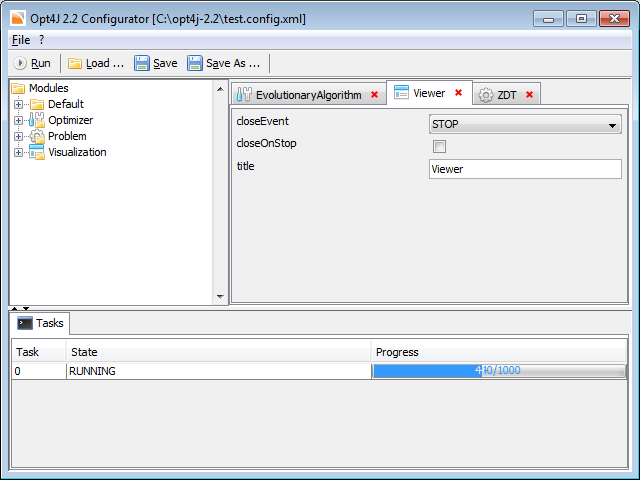 Opt4J 2.2 Configurator [C:\opt4j-2.2\test.config.xml]
File ?
Run Load ... Save Save As ...
Modules
Default
Optimizer
Problem
Visualization
EvolutionaryAlgorithm Viewer ZDT
closeEvent STOP
closeOnStop
title Viewer
Tasks
Task State Progress
0 RUNNING 440/1000